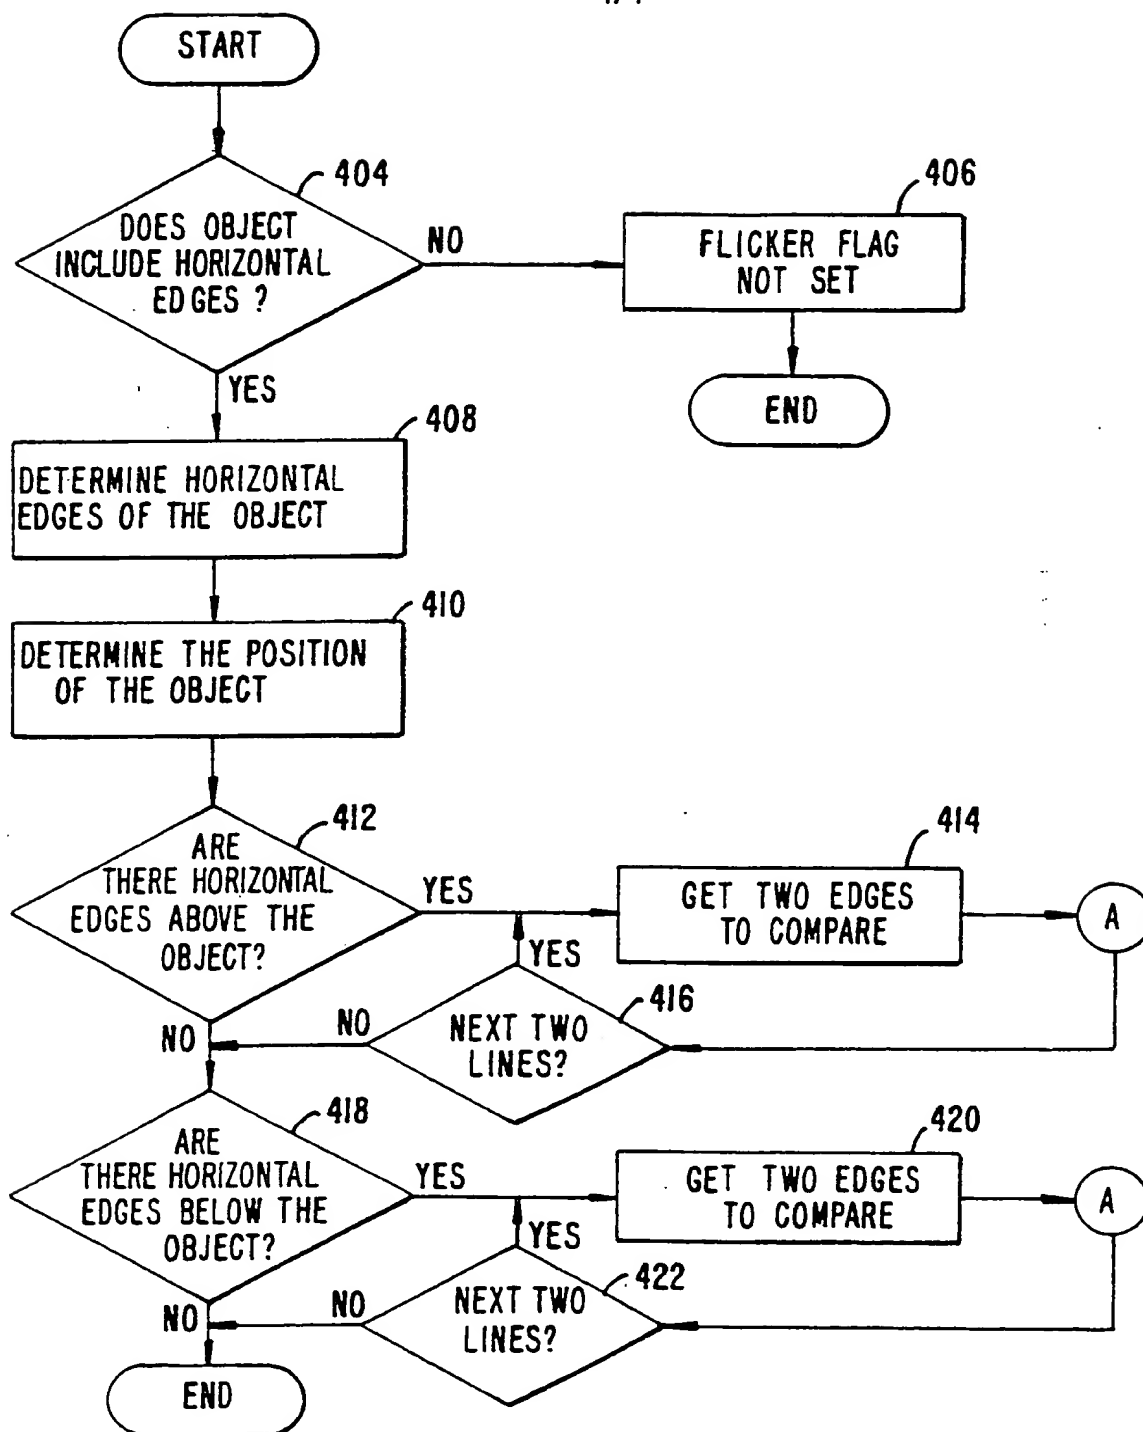 START
404
DOES OBJECT
INCLUDE HORIZONTAL
EDGES ?
NO
406
FLICKER FLAG
NOT SET
END
YES
408
DETERMINE HORIZONTAL
EDGES OF THE OBJECT
410
DETERMINE THE POSITION
OF THE OBJECT
412
ARE
THERE HORIZONTAL
EDGES ABOVE THE
OBJECT?
YES
414
GET TWO EDGES
TO COMPARE
A
YES
416
NEXT TWO
LINES?
NO
NO
418
ARE
THERE HORIZONTAL
EDGES BELOW THE
OBJECT?
YES
420
GET TWO EDGES
TO COMPARE
A
YES
422
NEXT TWO
LINES?
NO
NO
END